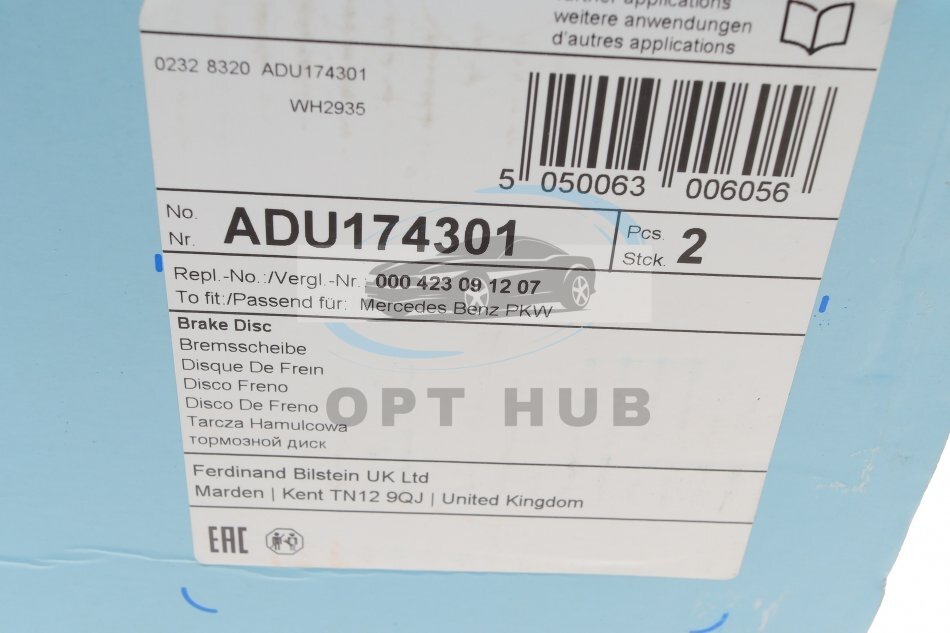 further applications
weitere anwendungen
d'autres applications
0232 8320 ADU174301
WH2935
5 050063 006056
No.
Nr. ADU174301
Pcs.
Stck. 2
Repl.-No.:/Vergl.-Nr.: 000 423 09 12 07
To fit:/Passend für: Mercedes Benz PKW
Brake Disc
Bremsscheibe
Disque De Frein
Disco Freno
Disco De Freno
Tarcza Hamulcowa
тормозной диск
OPT HUB
Ferdinand Bilstein UK Ltd
Marden | Kent TN12 9QJ | United Kingdom
EAC